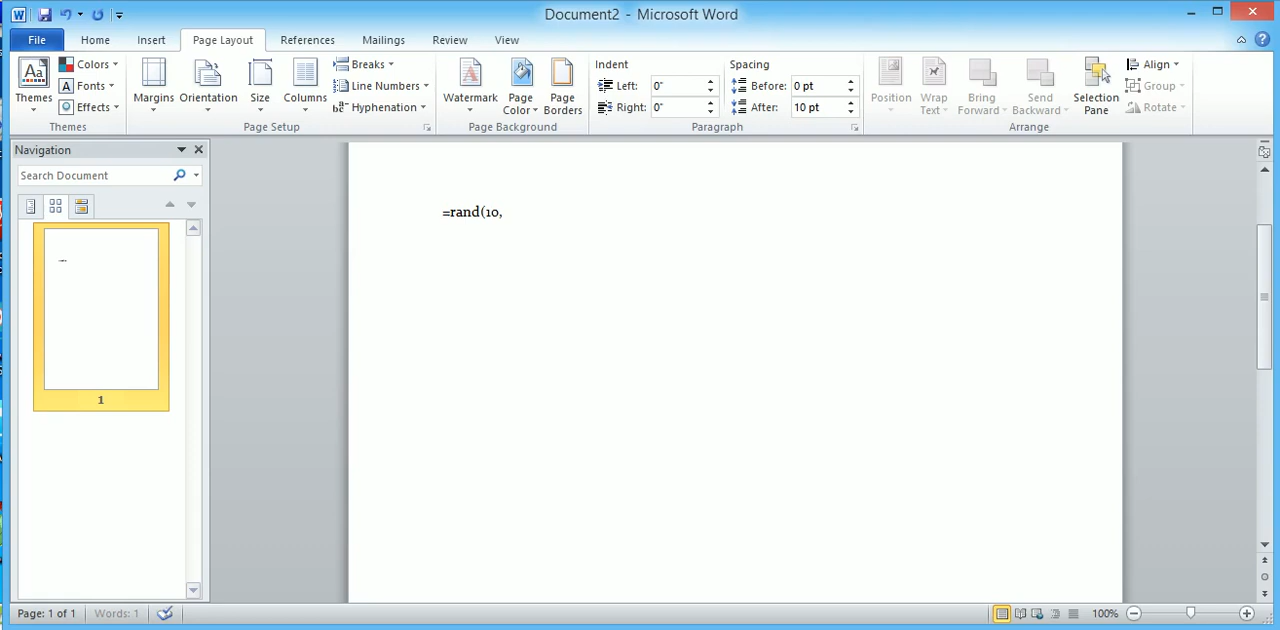 Document2 - Microsoft Word
File Home Insert Page Layout References Mailings Review View
Aa Themes Colors Fonts Effects Themes
Margins Orientation Size Columns Breaks Line Numbers Hyphenation Page Setup
Watermark Page Color Page Borders Page Background
Indent Left: 0" Right: 0" Spacing Before: 0 pt After: 10 pt Paragraph
Position Wrap Text Bring Forward Send Backward Selection Pane Align Group Rotate Arrange
Navigation
Search Document
1
=rand(10,
Page: 1 of 1 Words: 1 100%